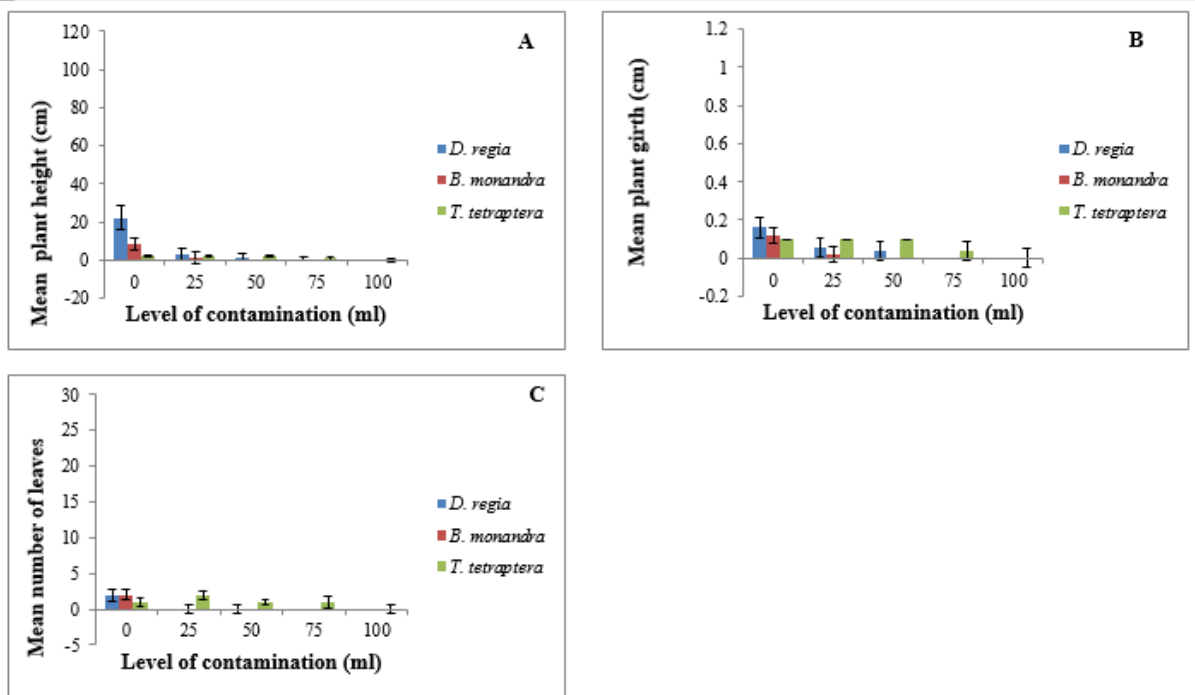 A
Mean plant height (cm)
120
100
80
60
40
20
0
-20
0 25 50 75 100
Level of contamination (ml)
D. regia
B. monandra
T. tetraptera
B
Mean plant girth (cm)
1.2
1
0.8
0.6
0.4
0.2
0
-0.2
0 25 50 75 100
Level of contamination (ml)
D. regia
B. monandra
T. tetraptera
C
Mean number of leaves
30
25
20
15
10
5
0
-5
0 25 50 75 100
Level of contamination (ml)
D. regia
B. monandra
T. tetraptera